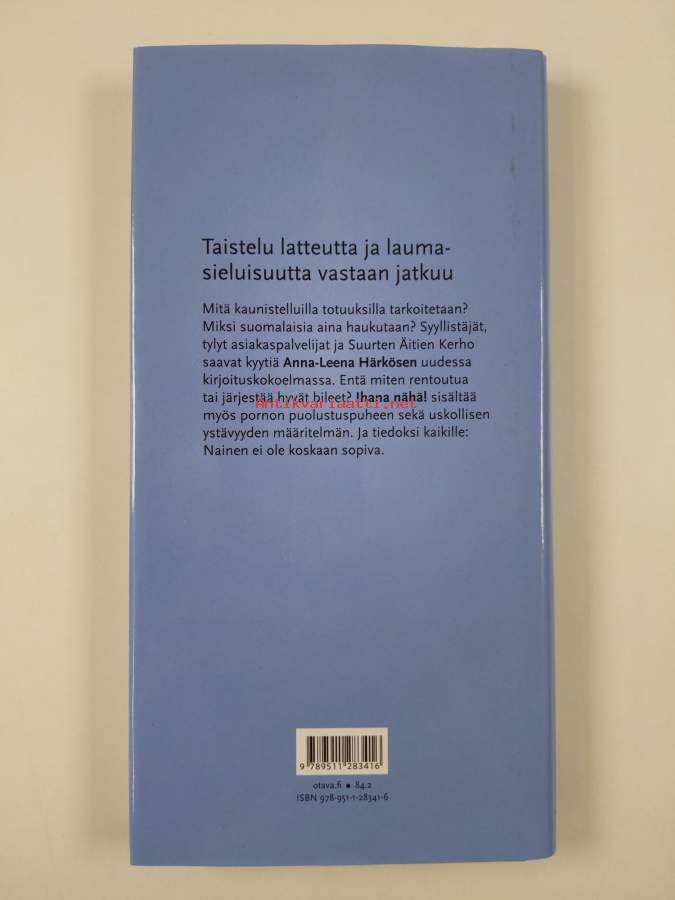 Taistelu latteutta ja lauma-
sieluisuutta vastaan jatkuu
Mitä kaunistelluilla totuuksilla tarkoitetaan?
Miksi suomalaisia aina haukutaan? Syyllistäjät,
tylyt asiakaspalvelijat ja Suurten Äitien Kerho
saavat kyytiä Anna-Leena Härkösen uudessa
kirjoituskokoelmassa. Entä miten rentoutua
tai järjestää hyvät bileet? Ihana nähä! sisältää
Antikvariaatti.net
myös pornon puolustuspuheen sekä uskollisen
ystävyyden määritelmän. Ja tiedoksi kaikille:
Nainen ei ole koskaan sopiva.
9 789511 283416
otava.fi • 84.2
ISBN 978-951-1-28341-6